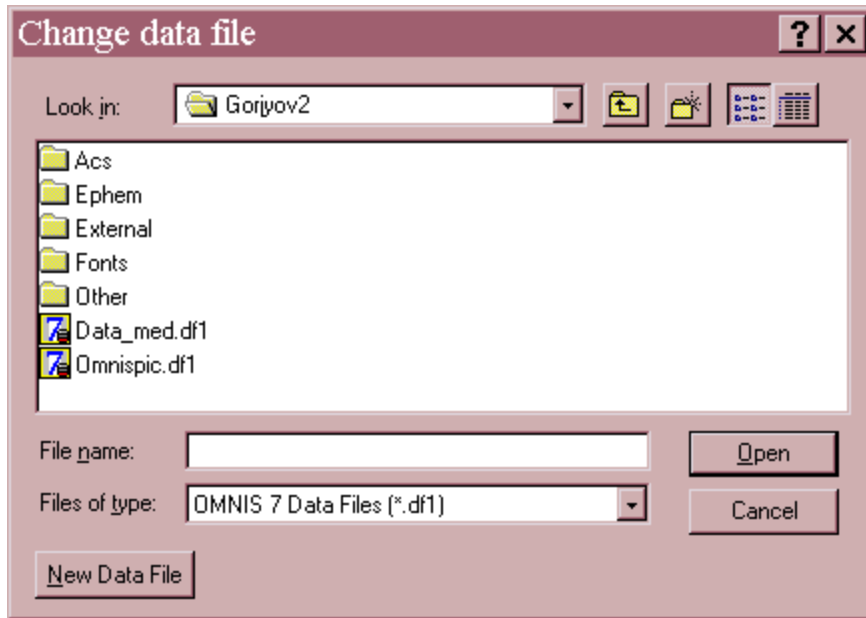 Change data file
Look in: Gorjyov2
Acs
Ephem
External
Fonts
Other
Data_med.df1
Omnispic.df1
File name: Open
Files of type: OMNIS 7 Data Files (*.df1) Cancel
New Data File